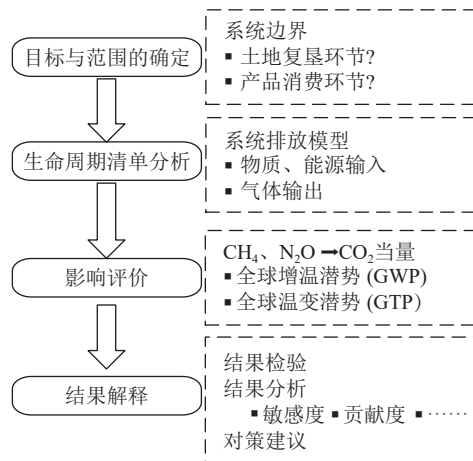 目标与范围的确定
系统边界
▪ 土地复垦环节?
▪ 产品消费环节?
生命周期清单分析
系统排放模型
▪ 物质、能源输入
▪ 气体输出
影响评价
CH₄、N₂O➞CO₂当量
▪ 全球增温潜势 (GWP)
▪ 全球温变潜势 (GTP)
结果解释
结果检验
结果分析
▪ 敏感度 ▪ 贡献度 ▪ ······
对策建议